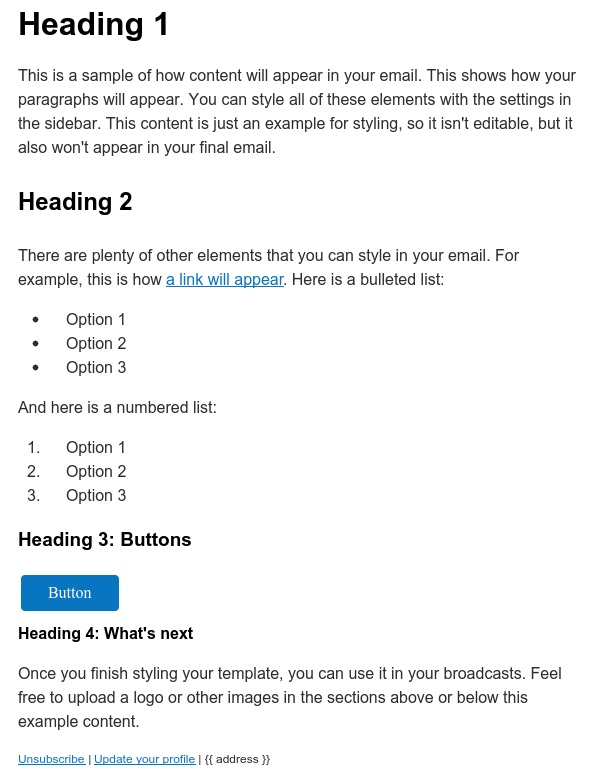 Heading 1
This is a sample of how content will appear in your email. This shows how your
paragraphs will appear. You can style all of these elements with the settings in
the sidebar. This content is just an example for styling, so it isn't editable, but it
also won't appear in your final email.
Heading 2
There are plenty of other elements that you can style in your email. For
example, this is how a link will appear. Here is a bulleted list:
• Option 1
• Option 2
• Option 3
And here is a numbered list:
1. Option 1
2. Option 2
3. Option 3
Heading 3: Buttons
Button
Heading 4: What's next
Once you finish styling your template, you can use it in your broadcasts. Feel
free to upload a logo or other images in the sections above or below this
example content.
Unsubscribe | Update your profile | {{ address }}